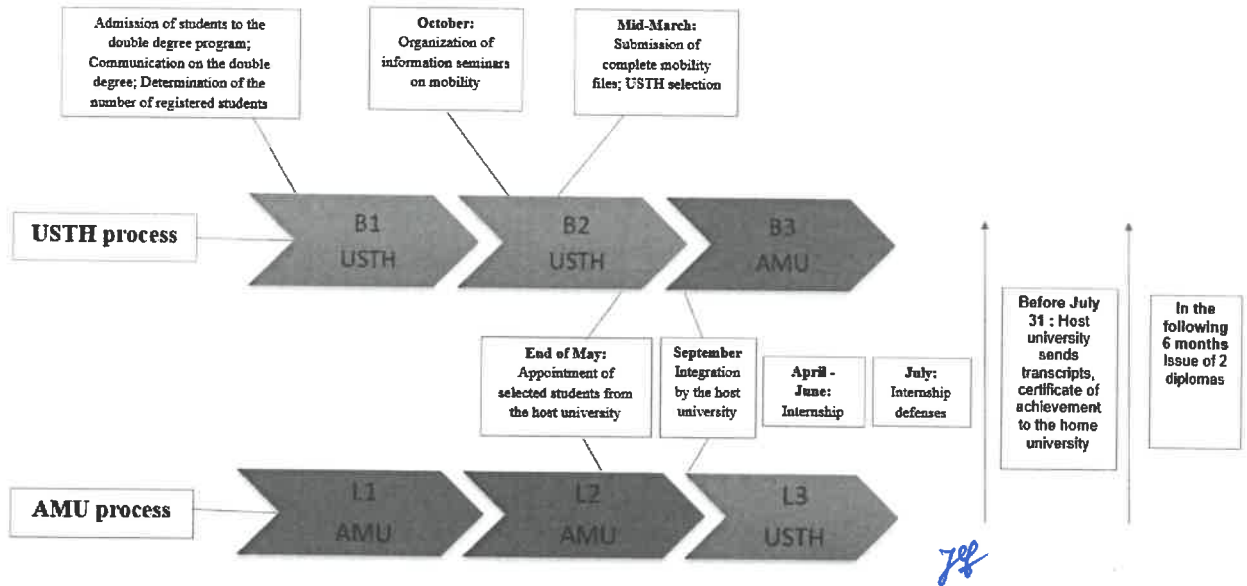 Admission of students to the
double degree program;
Communication on the double
degree; Determination of the
number of registered students
October:
Organization of
information seminars
on mobility
Mid-March:
Submission of
complete mobility
files; USTH selection
USTH process
B1
USTH
B2
USTH
B3
AMU
End of May:
Appointment of
selected students from
the host university
September
Integration
by the host
university
April -
June:
Internship
July:
Internship
defenses
Before July
31 : Host
university
sends
transcripts,
certificate of
achievement
to the home
university
In the
following
6 months
Issue of 2
diplomas
AMU process
L1
AMU
L2
AMU
L3
USTH